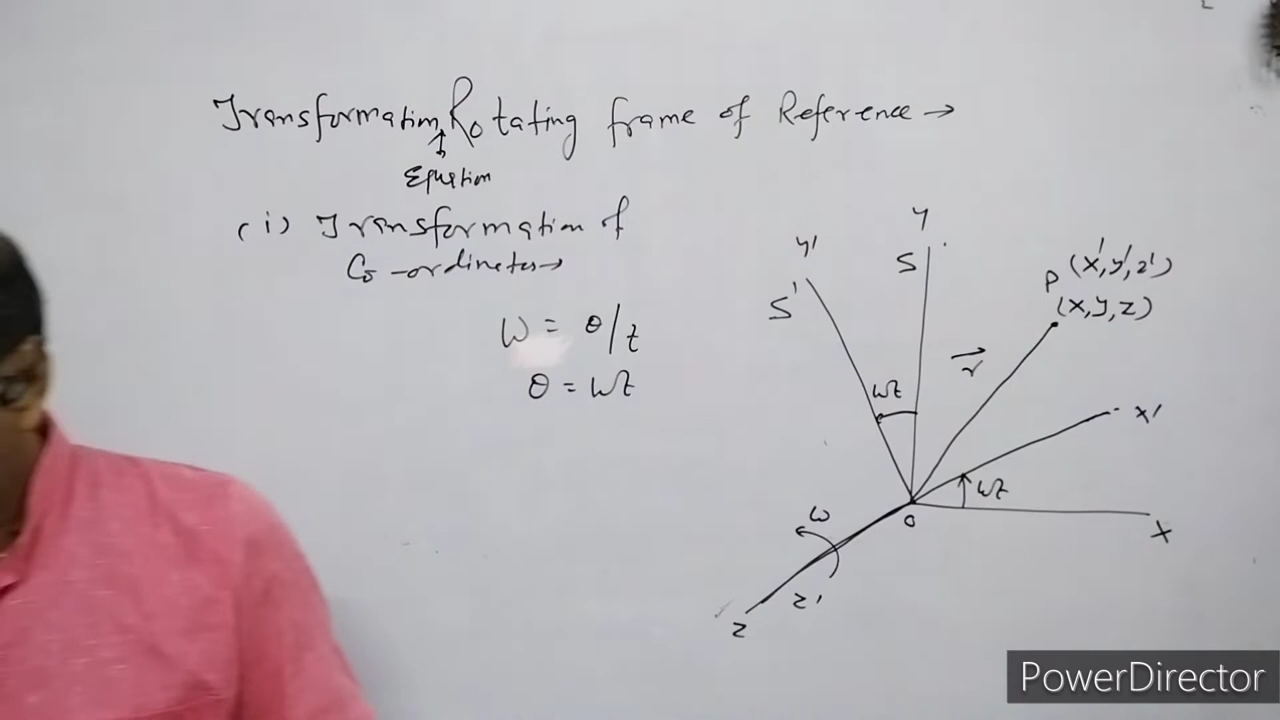 Transformation Rotating frame of Reference →
Equation
(i) Transformation of
Co-ordinates →
ω = θ/t
θ = ωt
y
y'
S
S'
P (x', y', z')
(x, y, z)
r
ωt
x'
ωt
ω
o
x
z'
z
PowerDirector